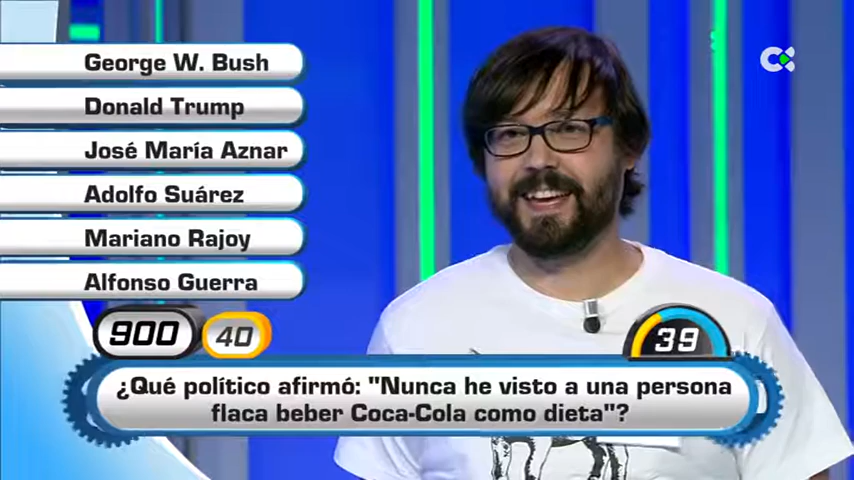 George W. Bush
Donald Trump
José María Aznar
Adolfo Suárez
Mariano Rajoy
Alfonso Guerra
900
40
39
¿Qué político afirmó: "Nunca he visto a una persona
flaca beber Coca-Cola como dieta"?